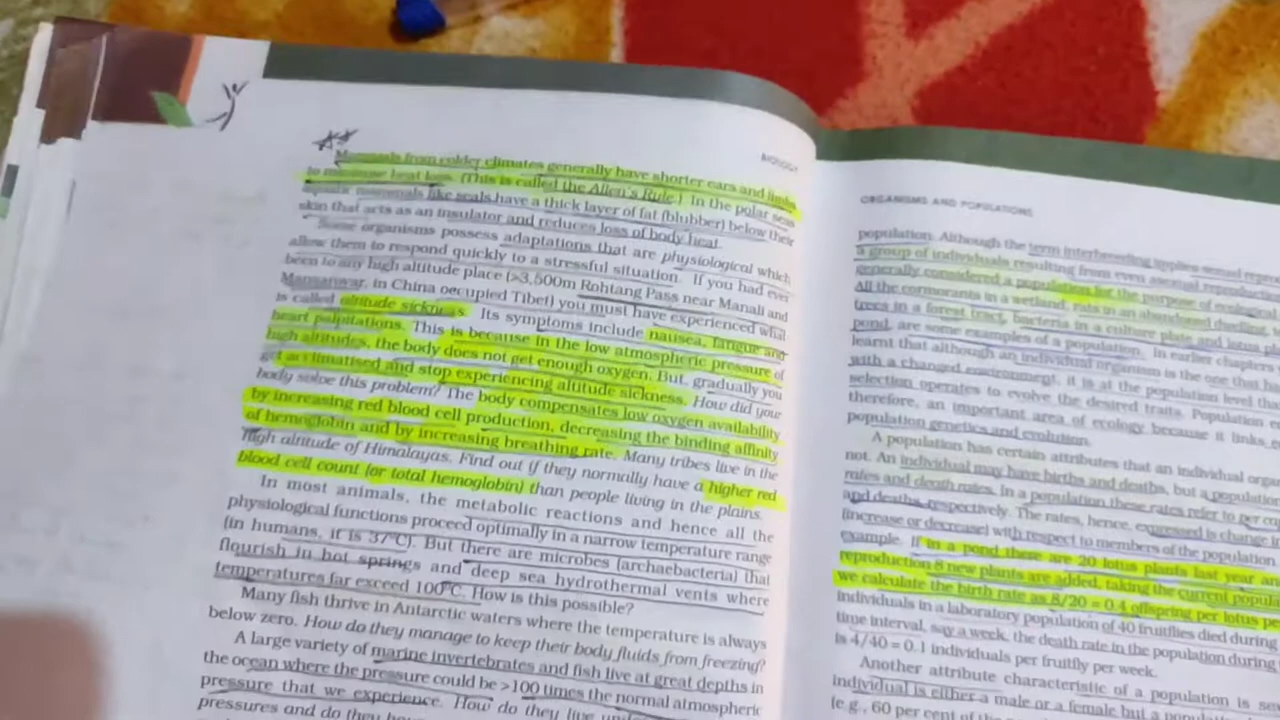 BIOLOGY
Mammals from colder climates generally have shorter ears and limbs
to minimise heat loss. (This is called the Allen's Rule.) In the polar seas
aquatic mammals like seals have a thick layer of fat (blubber) below their
skin that acts as an insulator and reduces loss of body heat.
Some organisms possess adaptations that are physiological which
allow them to respond quickly to a stressful situation. If you had ever
been to any high altitude place (>3,500m Rohtang Pass near Manali and
Mansarwar, in China occupied Tibet) you must have experienced what
is called altitude sickness. Its symptoms include nausea, fatigue and
heart palpitations. This is because in the low atmospheric pressure of
high altitudes, the body does not get enough oxygen. But, gradually you
get acclimatised and stop experiencing altitude sickness. How did your
body solve this problem? The body compensates low oxygen availability
by increasing red blood cell production, decreasing the binding affinity
of hemoglobin and by increasing breathing rate. Many tribes live in the
high altitude of Himalayas. Find out if they normally have a higher red
blood cell count (or total hemoglobin) than people living in the plains.
In most animals, the metabolic reactions and hence all the
physiological functions proceed optimally in a narrow temperature range
(in humans, it is 37°C). But there are microbes (archaebacteria) that
flourish in hot springs and deep sea hydrothermal vents where
temperatures far exceed 100°C. How is this possible?
Many fish thrive in Antarctic waters where the temperature is always
below zero. How do they manage to keep their body fluids from freezing?
A large variety of marine invertebrates and fish live at great depths in
the ocean where the pressure could be >100 times the normal atmospheric
pressure that we experience. How do they live under
pressures and do they
ORGANISMS AND POPULATIONS
population. Although the term interbreeding applies sexual
a group of individuals resulting from even asexual
generally considered a population for the purpose of ecological
All the cormorants in a wetland, rats in an abandoned dwelling,
trees in a forest tract, bacteria in a culture plate and lotus
pond, are some examples of a population. In earlier chapters
learnt that although an individual organism is the one that
with a changed environment, it is at the population level
selection operates to evolve the desired traits. Population
therefore, an important area of ecology because it links
population genetics and evolution.
A population has certain attributes that an individual
not. An individual may have births and deaths, but a population
rates and death rates. In a population these rates refer to per
and deaths, respectively. The rates, hence, expressed is change in
(increase or decrease) with respect to members of the population
example. If in a pond there are 20 lotus plants last year
reproduction 8 new plants are added, taking the current
we calculate the birth rate as 8/20 = 0.4 offspring per lotus
individuals in a laboratory population of 40 fruitflies died during
time interval, say a week, the death rate in the population during
is 4/40 = 0.1 individuals per fruitfly per week.
Another attribute characteristic of a population is
individual is either a male or a female but a
(e.g., 60 per cent of the